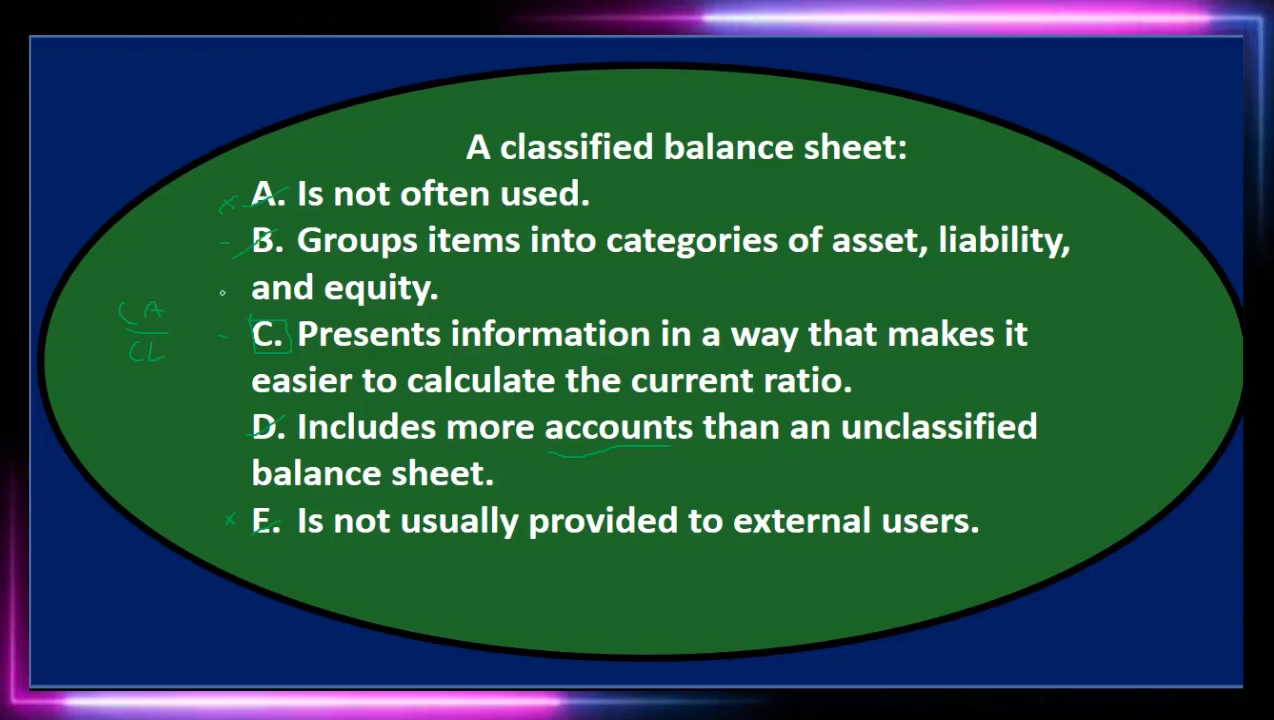 A classified balance sheet:
A. Is not often used.
B. Groups items into categories of asset, liability,
and equity.
CA
CL
C. Presents information in a way that makes it
easier to calculate the current ratio.
D. Includes more accounts than an unclassified
balance sheet.
E. Is not usually provided to external users.